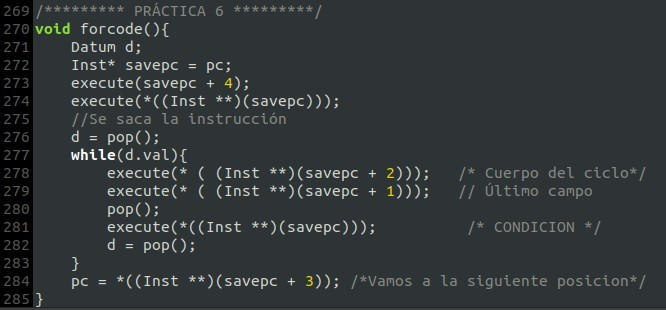 269 /********* PRÁCTICA 6 *********/
270 void forcode(){
271     Datum d;
272     Inst* savepc = pc;
273     execute(savepc + 4);
274     execute(*((Inst **)(savepc)));
275     //Se saca la instrucción
276     d = pop();
277     while(d.val){
278         execute(* ( (Inst **)(savepc + 2)));   /* Cuerpo del ciclo*/
279         execute(* ( (Inst **)(savepc + 1)));   // Último campo
280         pop();
281         execute(*((Inst **)(savepc)));          /* CONDICION */
282         d = pop();
283     }
284     pc = *((Inst **)(savepc + 3)); /*Vamos a la siguiente posicion*/
285 }